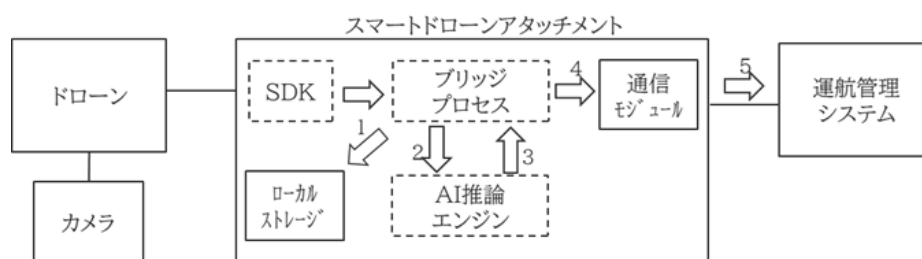 スマートドローンアタッチメント
ドローン
カメラ
SDK
ブリッジ
プロセス
4
通信
ﾓｼﾞｭｰﾙ
5
運航管理
システム
1
2
3
ﾛｰｶﾙ
ｽﾄﾚｰｼﾞ
AI推論
エンジン